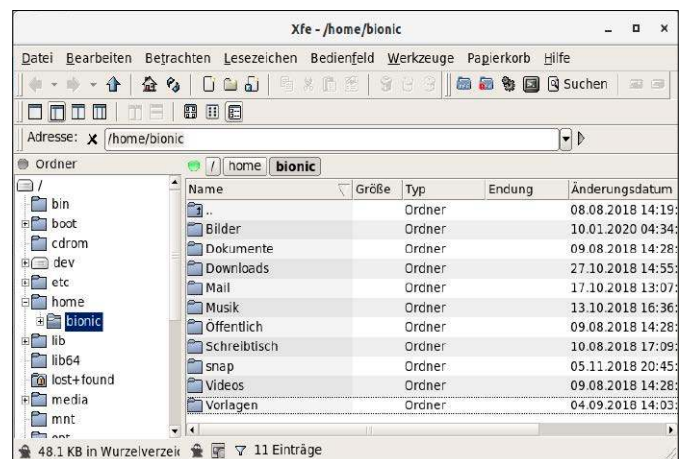 Xfe - /home/bionic
Datei Bearbeiten Betrachten Lesezeichen Bedienfeld Werkzeuge Papierkorb Hilfe
Suchen
Adresse: /home/bionic
Ordner
/ home bionic
/
bin
boot
cdrom
dev
etc
home
bionic
lib
lib64
lost+found
media
mnt
Name Größe Typ Endung Änderungsdatum
.. Ordner 08.08.2018 14:19:
Bilder Ordner 10.01.2020 04:34:
Dokumente Ordner 09.08.2018 14:28:
Downloads Ordner 27.10.2018 14:55:
Mail Ordner 17.10.2018 13:07:
Musik Ordner 13.10.2018 16:36:
Öffentlich Ordner 09.08.2018 14:28:
Schreibtisch Ordner 10.08.2018 17:09:
snap Ordner 05.11.2018 20:45:
Videos Ordner 09.08.2018 14:28:
Vorlagen Ordner 04.09.2018 14:03:
48.1 KB in Wurzelverzeic
11 Einträge